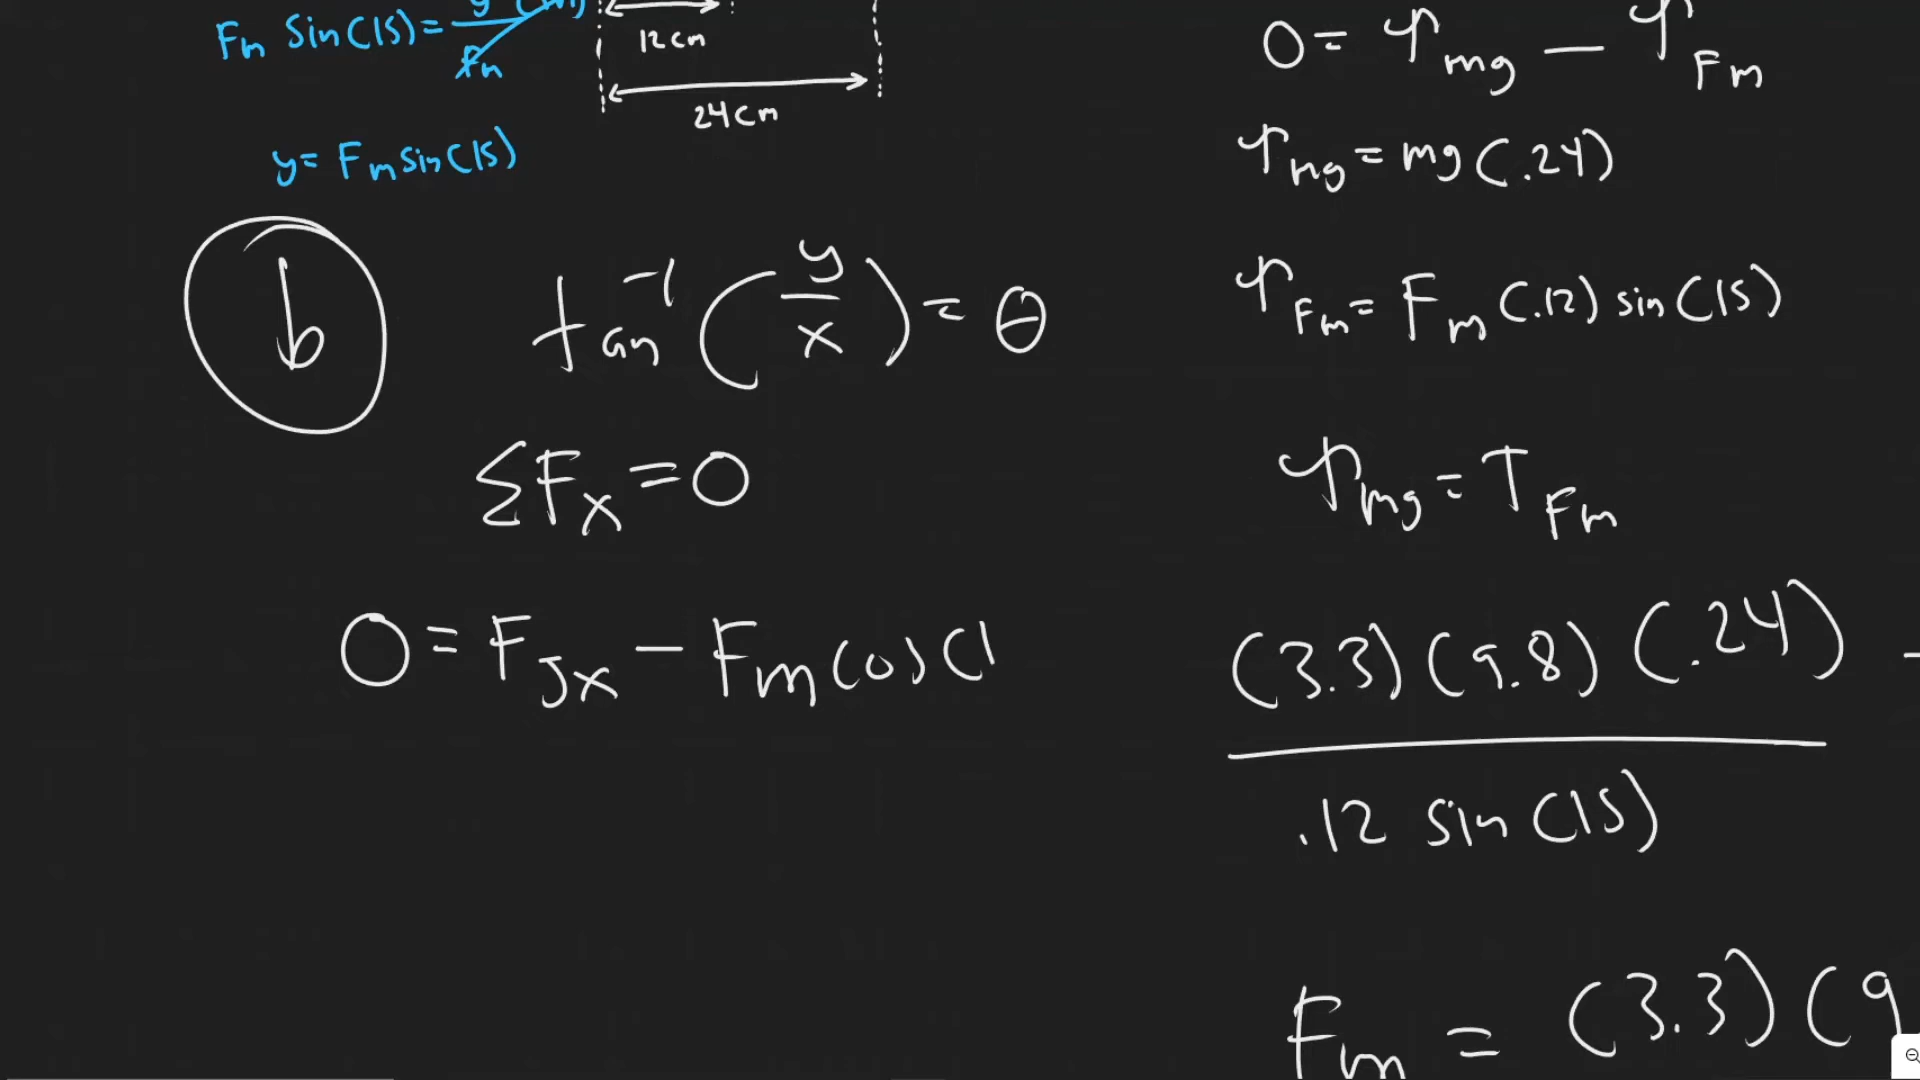 Fm Sin(15) = y (Fm)
Fm
12cm
24cm
y = Fm sin(15)
b
tan⁻¹(y/x) = θ
ΣFx = 0
0 = FJx - Fm cos(1
0 = τmg - τFm
τmg = mg(.24)
τFm = Fm(.12) sin(15)
τmg = TFm
(3.3)(9.8)(.24)
.12 sin(15)
Fm = (3.3)(9